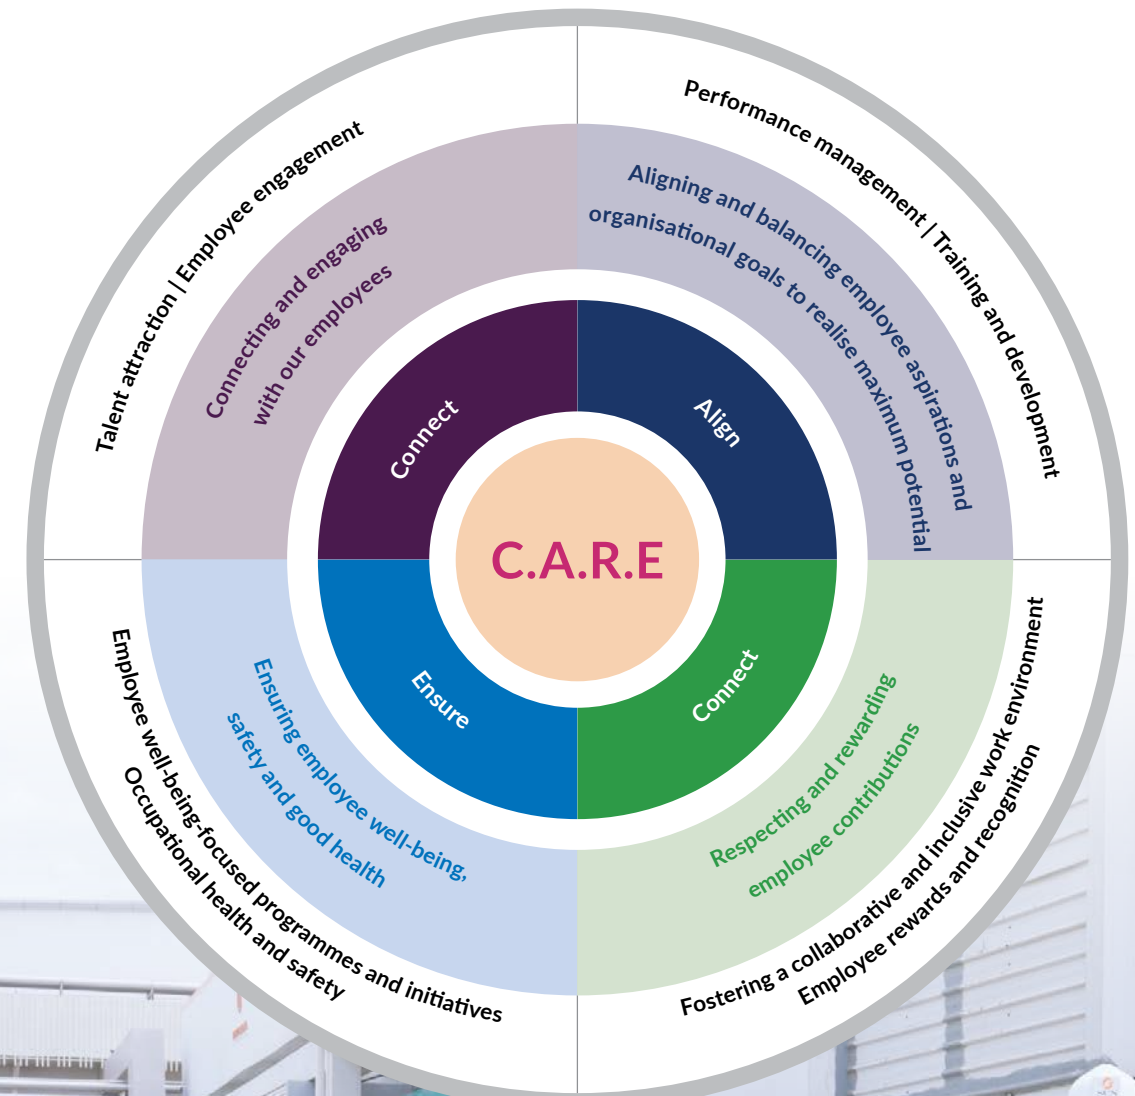 Talent attraction | Employee engagement
Connecting and engaging
with our employees
Connect
Performance management | Training and development
Aligning and balancing employee aspirations and
organisational goals to realise maximum potential
Align
C.A.R.E
Ensure
Ensuring employee well-being,
safety and good health
Employee well-being-focused programmes and initiatives
Occupational health and safety
Connect
Respecting and rewarding
employee contributions
Fostering a collaborative and inclusive work environment
Employee rewards and recognition